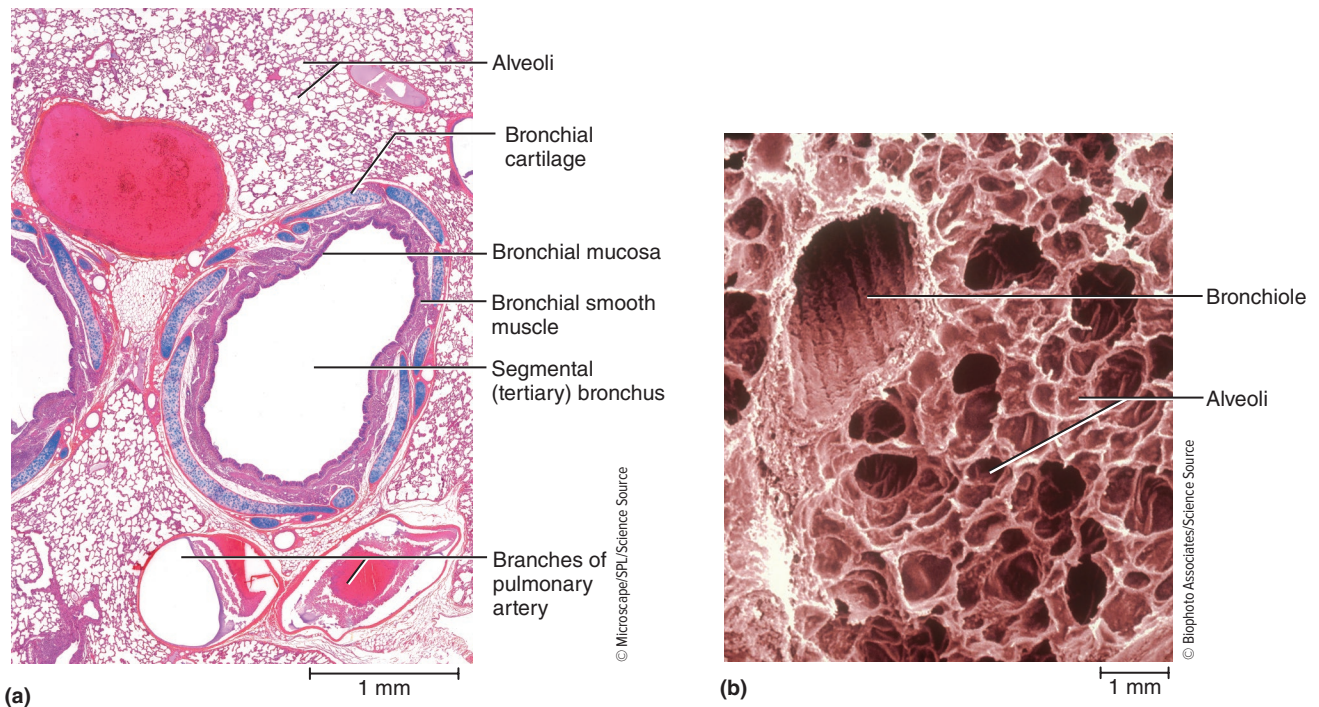 Alveoli
Bronchial
cartilage
Bronchial mucosa
Bronchial smooth
muscle
Segmental
(tertiary) bronchus
Branches of
pulmonary
artery
© Microscape/SPL/Science Source
1 mm
(a)
Bronchiole
Alveoli
© Biophoto Associates/Science Source
1 mm
(b)